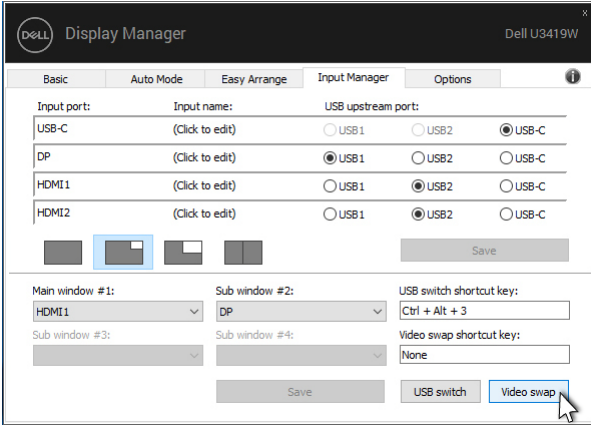 x
DELL Display Manager Dell U3419W
Basic Auto Mode Easy Arrange Input Manager Options i
Input port: Input name: USB upstream port:
USB-C (Click to edit) USB1 USB2 USB-C
DP (Click to edit) USB1 USB2 USB-C
HDMI1 (Click to edit) USB1 USB2 USB-C
HDMI2 (Click to edit) USB1 USB2 USB-C
Save
Main window #1: Sub window #2: USB switch shortcut key:
HDMI1 DP Ctrl + Alt + 3
Sub window #3: Sub window #4: Video swap shortcut key:
None
Save USB switch Video swap